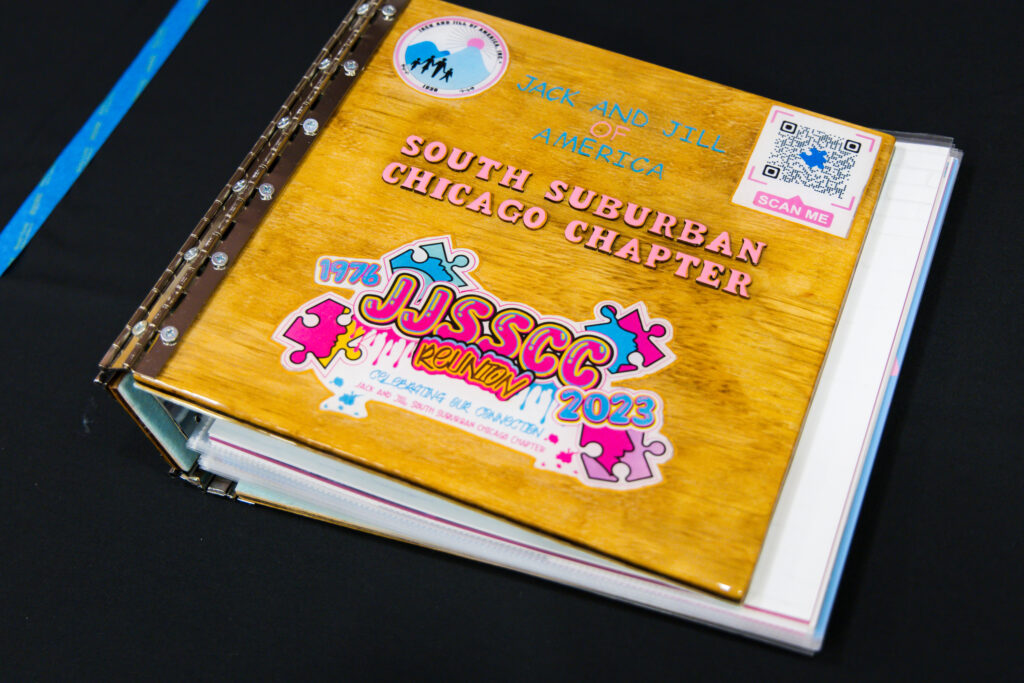 JACK AND JILL OF AMERICA, INC.
1938
JACK AND JILL
OF
AMERICA
SOUTH SUBURBAN
CHICAGO CHAPTER
SCAN ME
1976
JJSSCC
REUNION
2023
CELEBRATING OUR CONNECTION
JACK AND JILL SOUTH SUBURBAN CHICAGO CHAPTER